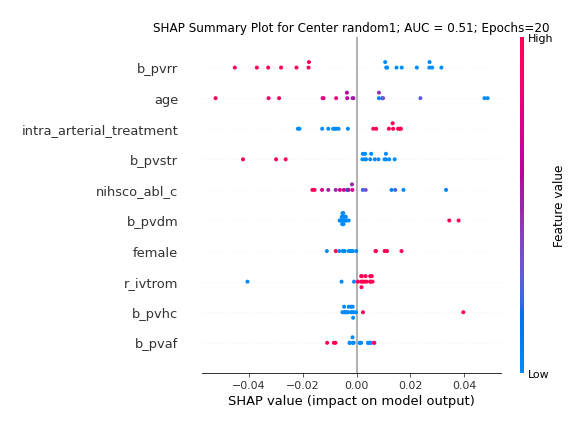 SHAP Summary Plot for Center random1; AUC = 0.51; Epochs=20
High
b_pvrr
age
intra_arterial_treatment
b_pvstr
nihsco_abl_c
b_pvdm
female
r_ivtrom
b_pvhc
b_pvaf
Feature value
Low
−0.04 −0.02 0.00 0.02 0.04
SHAP value (impact on model output)